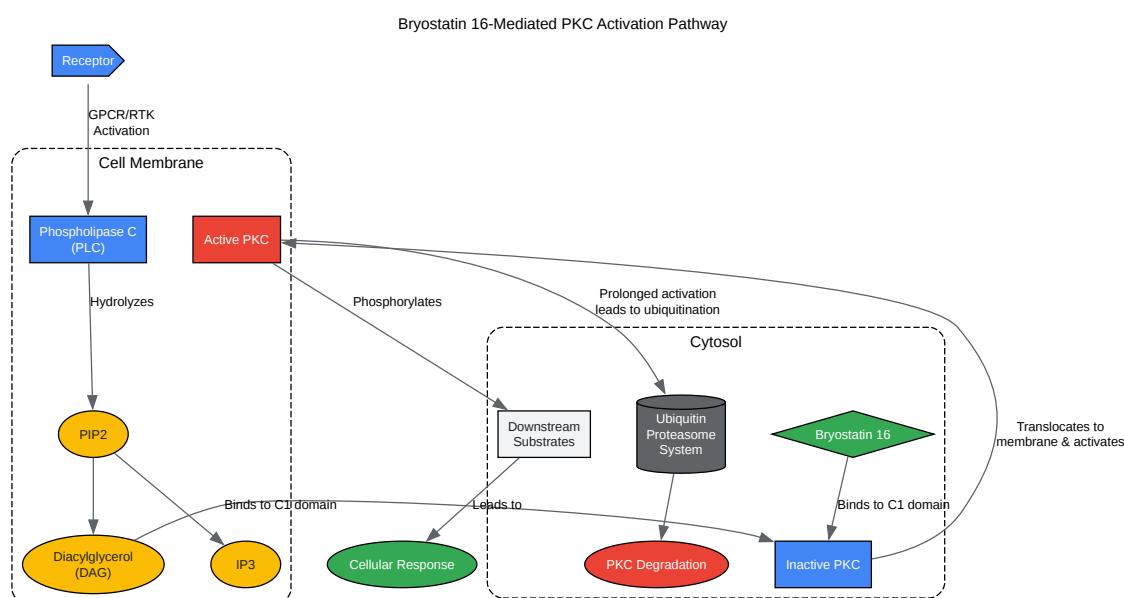 Bryostatin 16-Mediated PKC Activation Pathway
Receptor
GPCR/RTK
Activation
Cell Membrane
Phospholipase C
(PLC)
Active PKC
Hydrolyzes
Phosphorylates
Prolonged activation
leads to ubiquitination
Cytosol
PIP2
Downstream
Substrates
Ubiquitin
Proteasome
System
Bryostatin 16
Translocates to
membrane & activates
Binds to C1 domain
Leads to
Binds to C1 domain
Diacylglycerol
(DAG)
IP3
Cellular Response
PKC Degradation
Inactive PKC